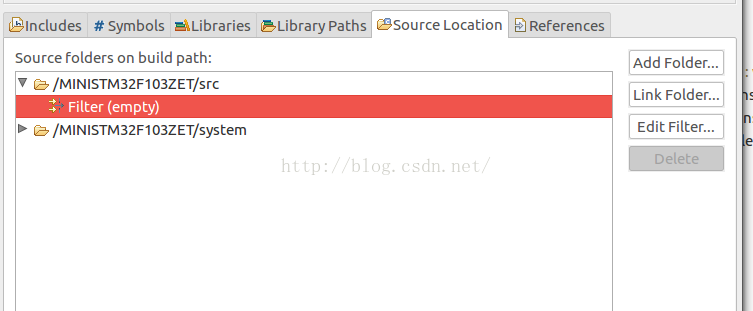 Includes # Symbols Libraries Library Paths Source Location References
Source folders on build path:
/MINISTM32F103ZET/src
Filter (empty)
/MINISTM32F103ZET/system
Add Folder...
Link Folder...
Edit Filter...
Delete
http://blog.csdn.net/